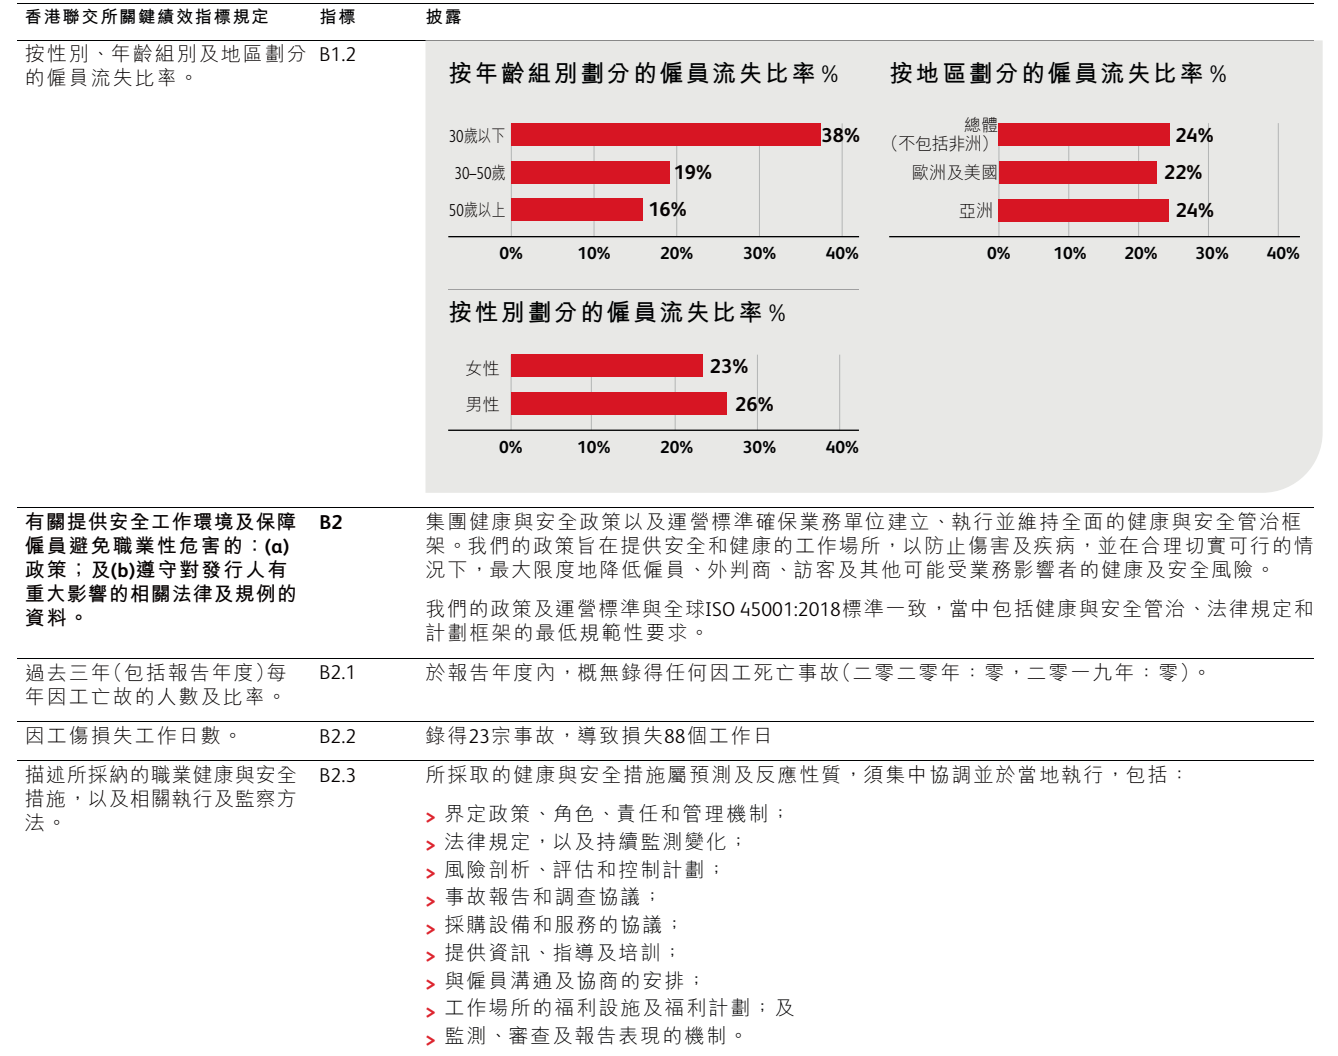 香港聯交所關鍵績效指標規定 指標 披露
按性別、年齡組別及地區劃分 B1.2
的僱員流失比率。
按年齡組別劃分的僱員流失比率%
30歲以下 38%
30–50歲 19%
50歲以上 16%
0% 10% 20% 30% 40%
按地區劃分的僱員流失比率%
總體
（不包括非洲） 24%
歐洲及美國 22%
亞洲 24%
0% 10% 20% 30% 40%
按性別劃分的僱員流失比率%
女性 23%
男性 26%
0% 10% 20% 30% 40%
有關提供安全工作環境及保障 B2
僱員避免職業性危害的：(a)
政策；及(b)遵守對發行人有
重大影響的相關法律及規例的
資料。
集團健康與安全政策以及運營標準確保業務單位建立、執行並維持全面的健康與安全管治框
架。我們的政策旨在提供安全和健康的工作場所，以防止傷害及疾病，並在合理切實可行的情
況下，最大限度地降低僱員、外判商、訪客及其他可能受業務影響者的健康及安全風險。
我們的政策及運營標準與全球ISO 45001:2018標準一致，當中包括健康與安全管治、法律規定和
計劃框架的最低規範性要求。
過去三年（包括報告年度）每 B2.1
年因工亡故的人數及比率。
於報告年度內，概無錄得任何因工死亡事故（二零二零年：零，二零一九年：零）。
因工傷損失工作日數。 B2.2 錄得23宗事故，導致損失88個工作日
描述所採納的職業健康與安全 B2.3
措施，以及相關執行及監察方
法。
所採取的健康與安全措施屬預測及反應性質，須集中協調並於當地執行，包括：
> 界定政策、角色、責任和管理機制；
> 法律規定，以及持續監測變化；
> 風險剖析、評估和控制計劃；
> 事故報告和調查協議；
> 採購設備和服務的協議；
> 提供資訊、指導及培訓；
> 與僱員溝通及協商的安排；
> 工作場所的福利設施及福利計劃；及
> 監測、審查及報告表現的機制。